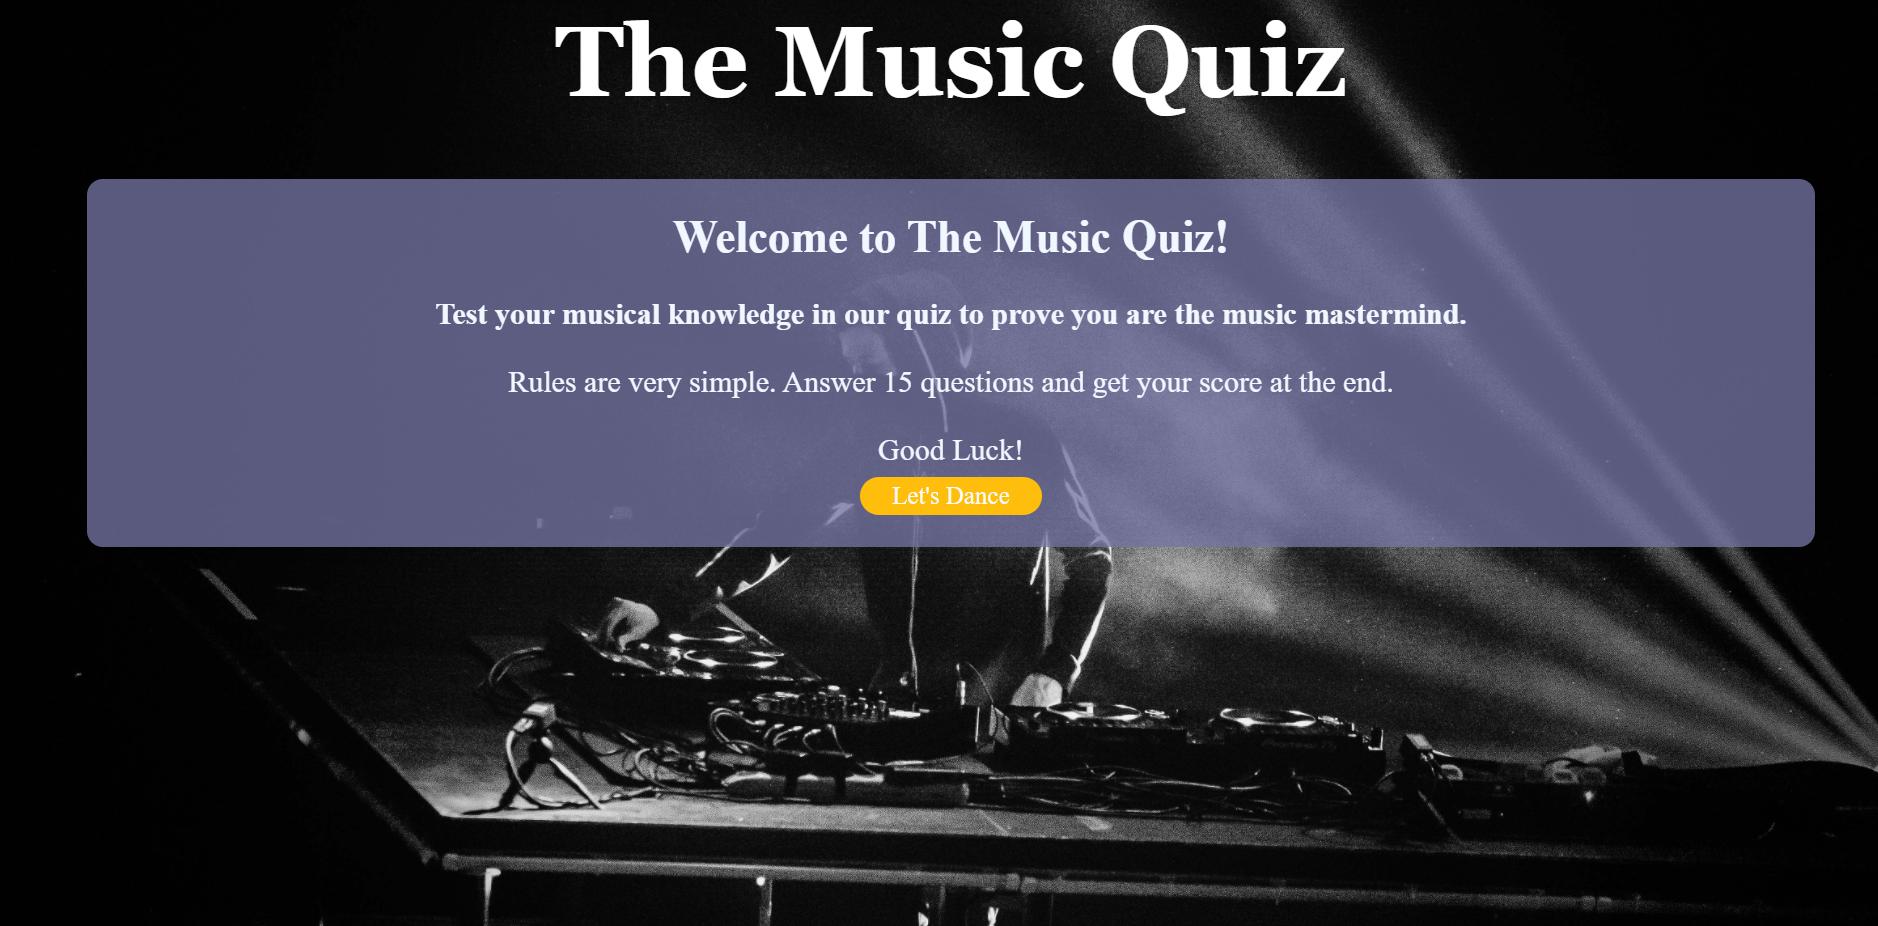 The Music Quiz
Welcome to The Music Quiz!
Test your musical knowledge in our quiz to prove you are the music mastermind.
Rules are very simple. Answer 15 questions and get your score at the end.
Good Luck!
Let's Dance